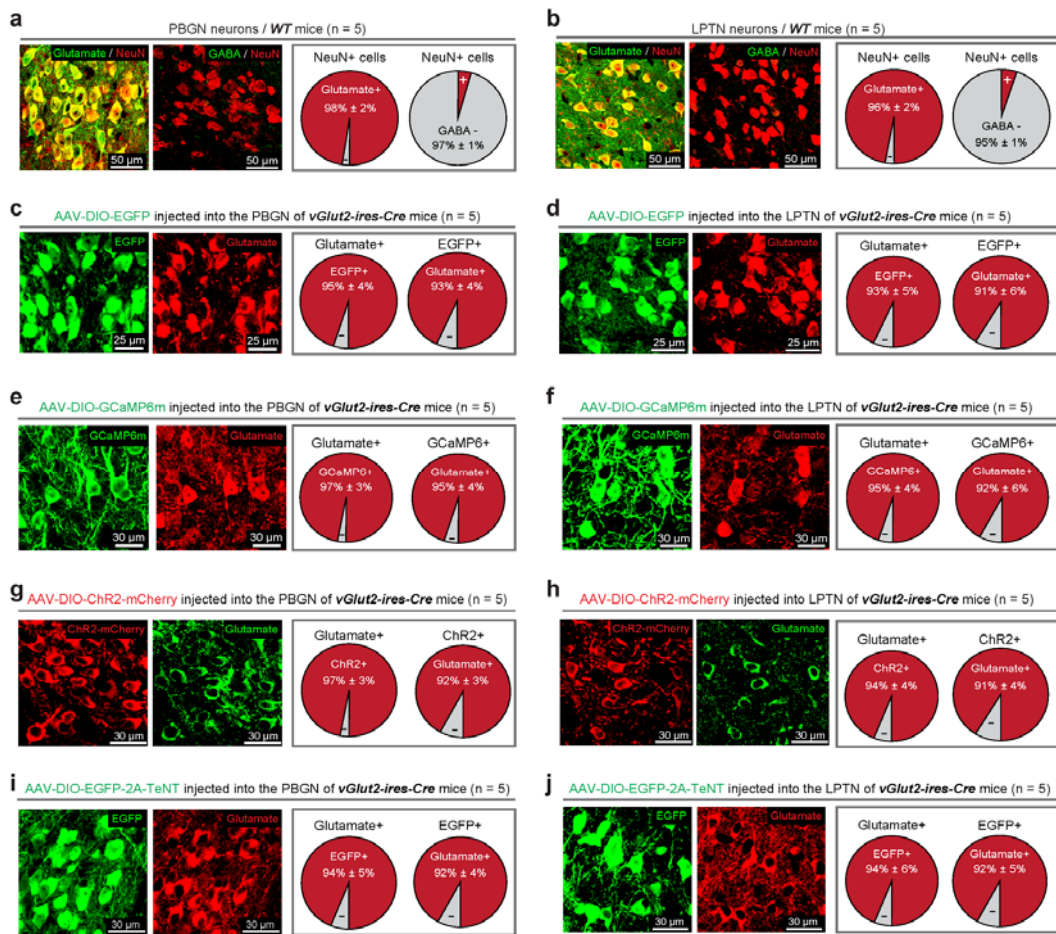 a
PBGN neurons / WT mice (n = 5)
Glutamate / NeuN
50 µm
GABA / NeuN
50 µm
NeuN+ cells
Glutamate+
98% ± 2%
-
NeuN+ cells
+
GABA -
97% ± 1%
b
LPTN neurons / WT mice (n = 5)
Glutamate / NeuN
50 µm
GABA / NeuN
50 µm
NeuN+ cells
Glutamate+
96% ± 2%
-
NeuN+ cells
+
GABA -
95% ± 1%
c
AAV-DIO-EGFP injected into the PBGN of vGlut2-ires-Cre mice (n = 5)
EGFP
25 µm
Glutamate
25 µm
Glutamate+
EGFP+
95% ± 4%
-
EGFP+
Glutamate+
93% ± 4%
-
d
AAV-DIO-EGFP injected into the LPTN of vGlut2-ires-Cre mice (n = 5)
EGFP
25 µm
Glutamate
25 µm
Glutamate+
EGFP+
93% ± 5%
-
EGFP+
Glutamate+
91% ± 6%
-
e
AAV-DIO-GCaMP6m injected into the PBGN of vGlut2-ires-Cre mice (n = 5)
GCaMP6m
30 µm
Glutamate
30 µm
Glutamate+
GCaMP6+
97% ± 3%
-
GCaMP6+
Glutamate+
95% ± 4%
-
f
AAV-DIO-GCaMP6m injected into the LPTN of vGlut2-ires-Cre mice (n = 5)
GCaMP6m
30 µm
Glutamate
30 µm
Glutamate+
GCaMP6+
95% ± 4%
-
GCaMP6+
Glutamate+
92% ± 6%
-
g
AAV-DIO-ChR2-mCherry injected into the PBGN of vGlut2-ires-Cre mice (n = 5)
ChR2-mCherry
30 µm
Glutamate
30 µm
Glutamate+
ChR2+
97% ± 3%
-
ChR2+
Glutamate+
92% ± 3%
-
h
AAV-DIO-ChR2-mCherry injected into LPTN of vGlut2-ires-Cre mice (n = 5)
ChR2-mCherry
30 µm
Glutamate
30 µm
Glutamate+
ChR2+
94% ± 4%
-
ChR2+
Glutamate+
91% ± 4%
-
i
AAV-DIO-EGFP-2A-TeNT injected into the PBGN of vGlut2-ires-Cre mice (n = 5)
EGFP
30 µm
Glutamate
30 µm
Glutamate+
EGFP+
94% ± 5%
-
EGFP+
Glutamate+
92% ± 4%
-
j
AAV-DIO-EGFP-2A-TeNT injected into the LPTN of vGlut2-ires-Cre mice (n = 5)
EGFP
30 µm
Glutamate
30 µm
Glutamate+
EGFP+
94% ± 6%
-
EGFP+
Glutamate+
92% ± 5%
-